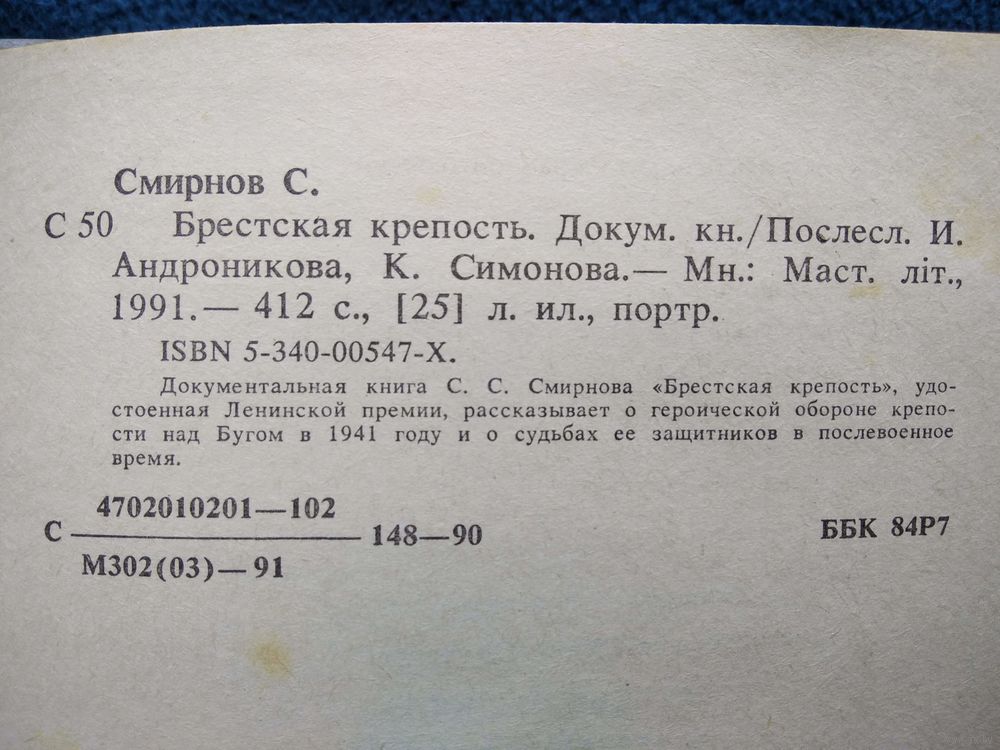 Смирнов С.
С 50 Брестская крепость. Докум. кн./Послесл. И.
Андроникова, К. Симонова.— Мн.: Маст. літ.,
1991.— 412 с., [25] л. ил., портр.
ISBN 5-340-00547-X.
Документальная книга С. С. Смирнова «Брестская крепость», удо-
стоенная Ленинской премии, рассказывает о героической обороне крепо-
сти над Бугом в 1941 году и о судьбах ее защитников в послевоенное
время.
4702010201—102
С ——— 148—90 ББК 84Р7
М302(03)—91